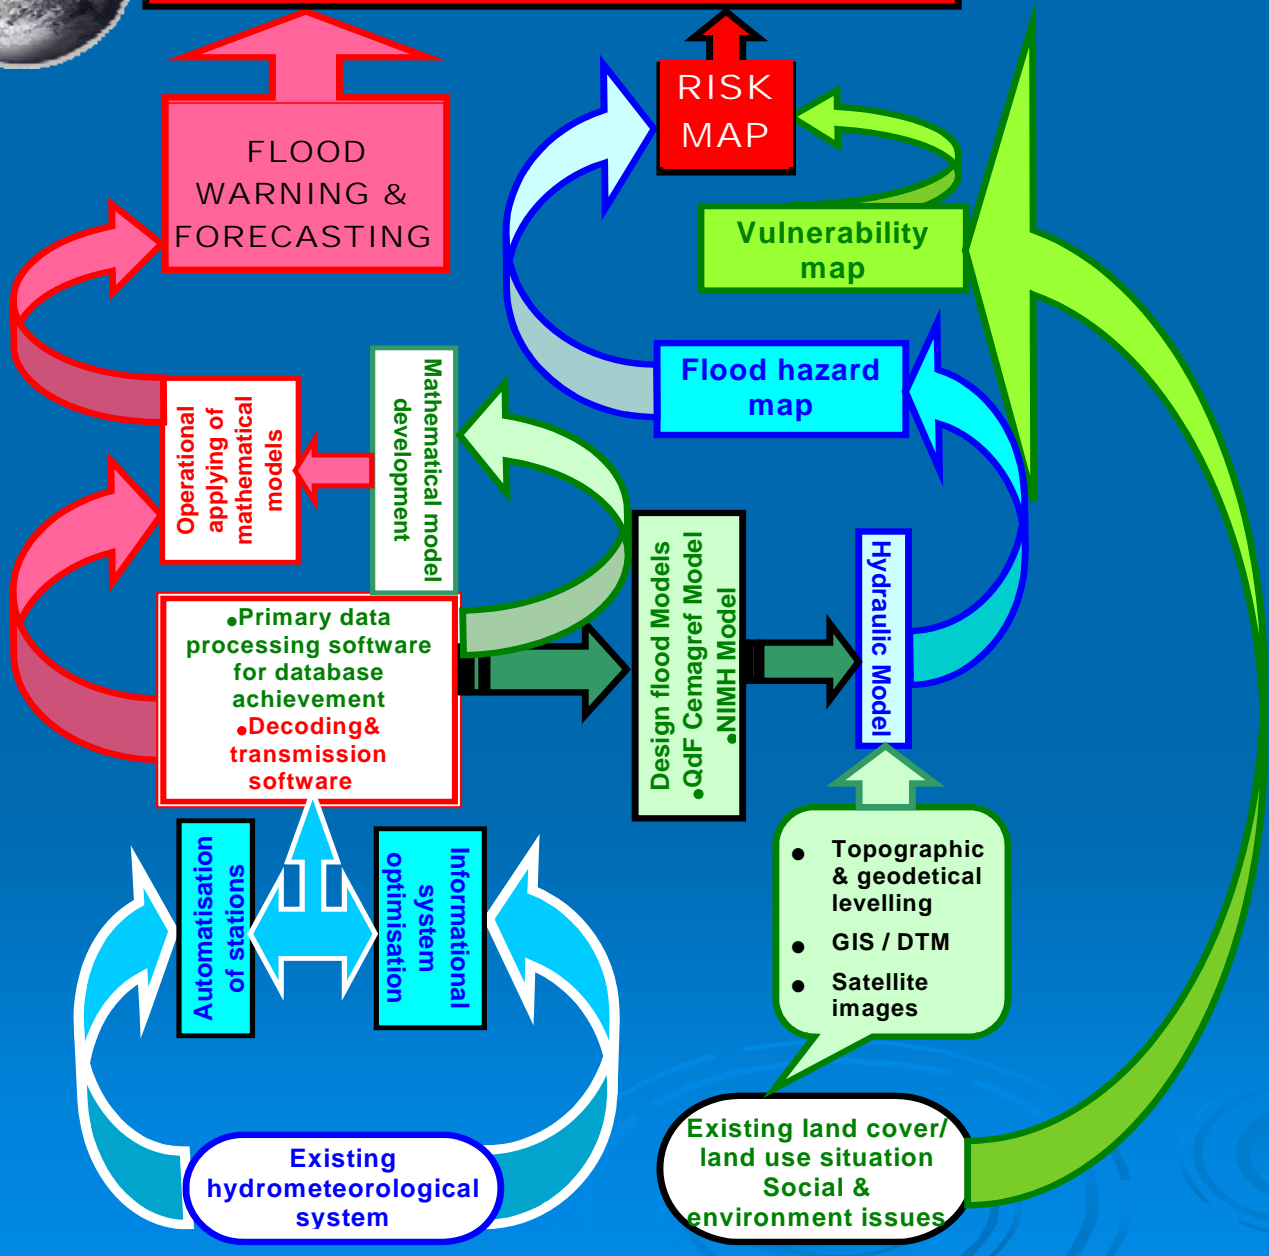 RISK
MAP
FLOOD
WARNING &
FORECASTING
Vulnerability
map
Flood hazard
map
Operational
applying of
mathematical
models
Mathematical model
development
•Primary data
processing software
for database
achievement
•Decoding&
transmission
software
Design flood Models
•QdF Cemagref Model
•NIMH Model
Hydraulic Model
Automatisation
of stations
Informational
system
optimisation
• Topographic
& geodetical
levelling
• GIS / DTM
• Satellite
images
Existing
hydrometeorological
system
Existing land cover/
land use situation
Social &
environment issues